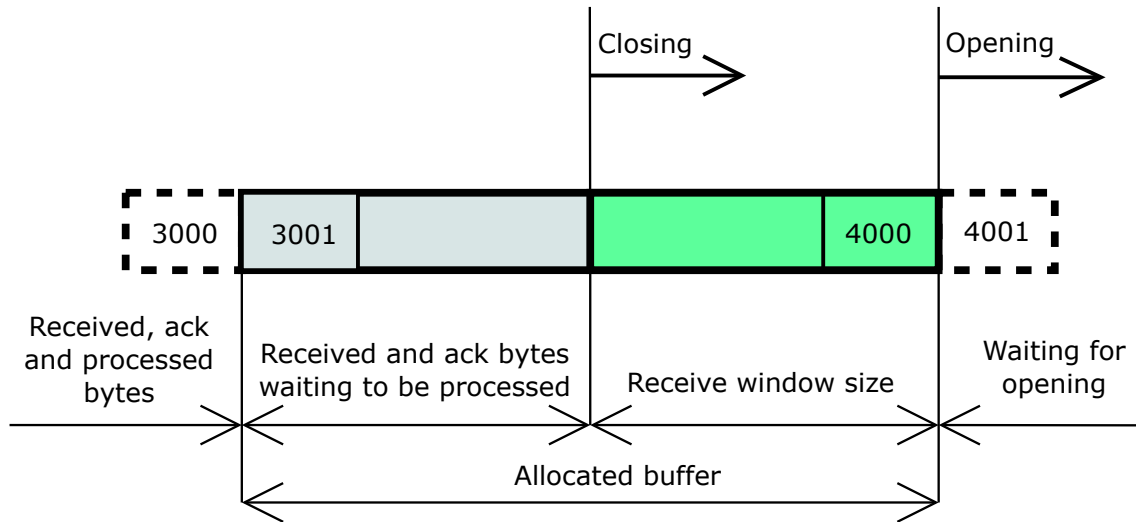 Closing
Opening
3000
3001
4000
4001
Received, ack
and processed
bytes
Received and ack bytes
waiting to be processed
Receive window size
Waiting for
opening
Allocated buffer